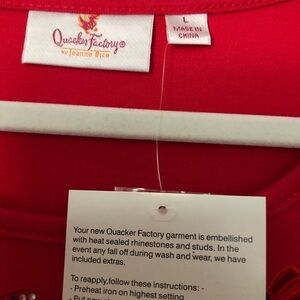 Quacker Factory®
by Jeanne Bice
L
MADE IN
CHINA
Your new Quacker Factory garment is embellished
with heat sealed rhinestones and studs. In the
event any fall off during wash and wear, we have
included extras.
To reapply,follow these instructions: -
- Preheat iron on highest setting
- Put